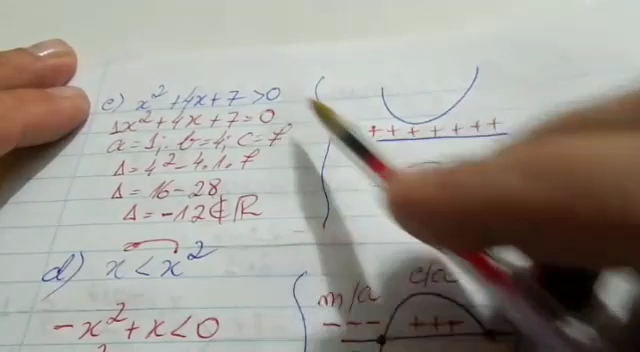 c) x² + 4x + 7 > 0
1x² + 4x + 7 = 0
a = 1; b = 4; c = 7
Δ = 4² - 4.1.7
Δ = 16 - 28
Δ = -12 ∉ ℝ
+ + + + + + +
d) x < x²
-x² + x < 0
m/a c/a
- - - + + +